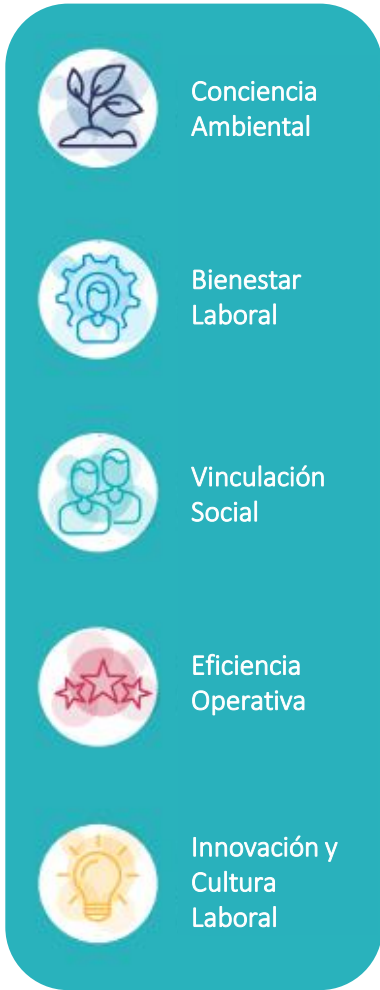 Conciencia
Ambiental
Bienestar
Laboral
Vinculación
Social
Eficiencia
Operativa
Innovación y
Cultura
Laboral